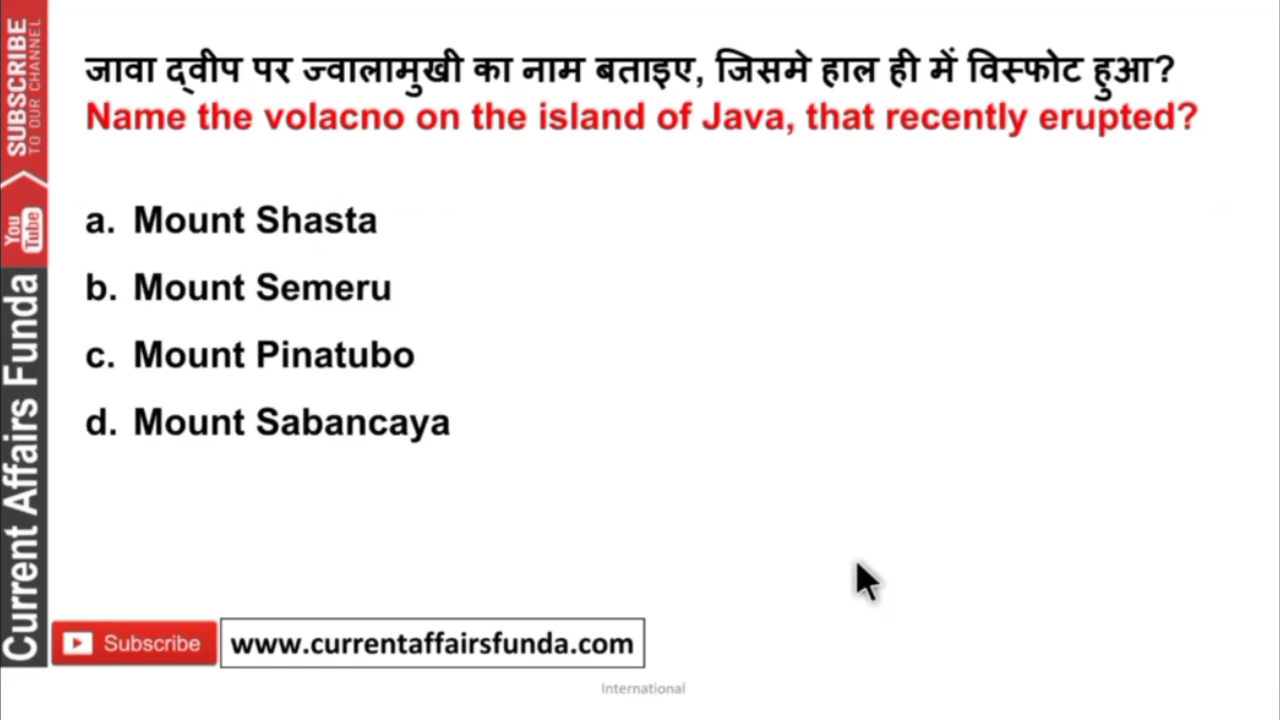 जावा द्वीप पर ज्वालामुखी का नाम बताइए, जिसमे हाल ही में विस्फोट हुआ?
Name the volacno on the island of Java, that recently erupted?
a. Mount Shasta
b. Mount Semeru
c. Mount Pinatubo
d. Mount Sabancaya
SUBSCRIBE
TO OUR CHANNEL
You Tube
Current Affairs Funda
Subscribe
www.currentaffairsfunda.com
International